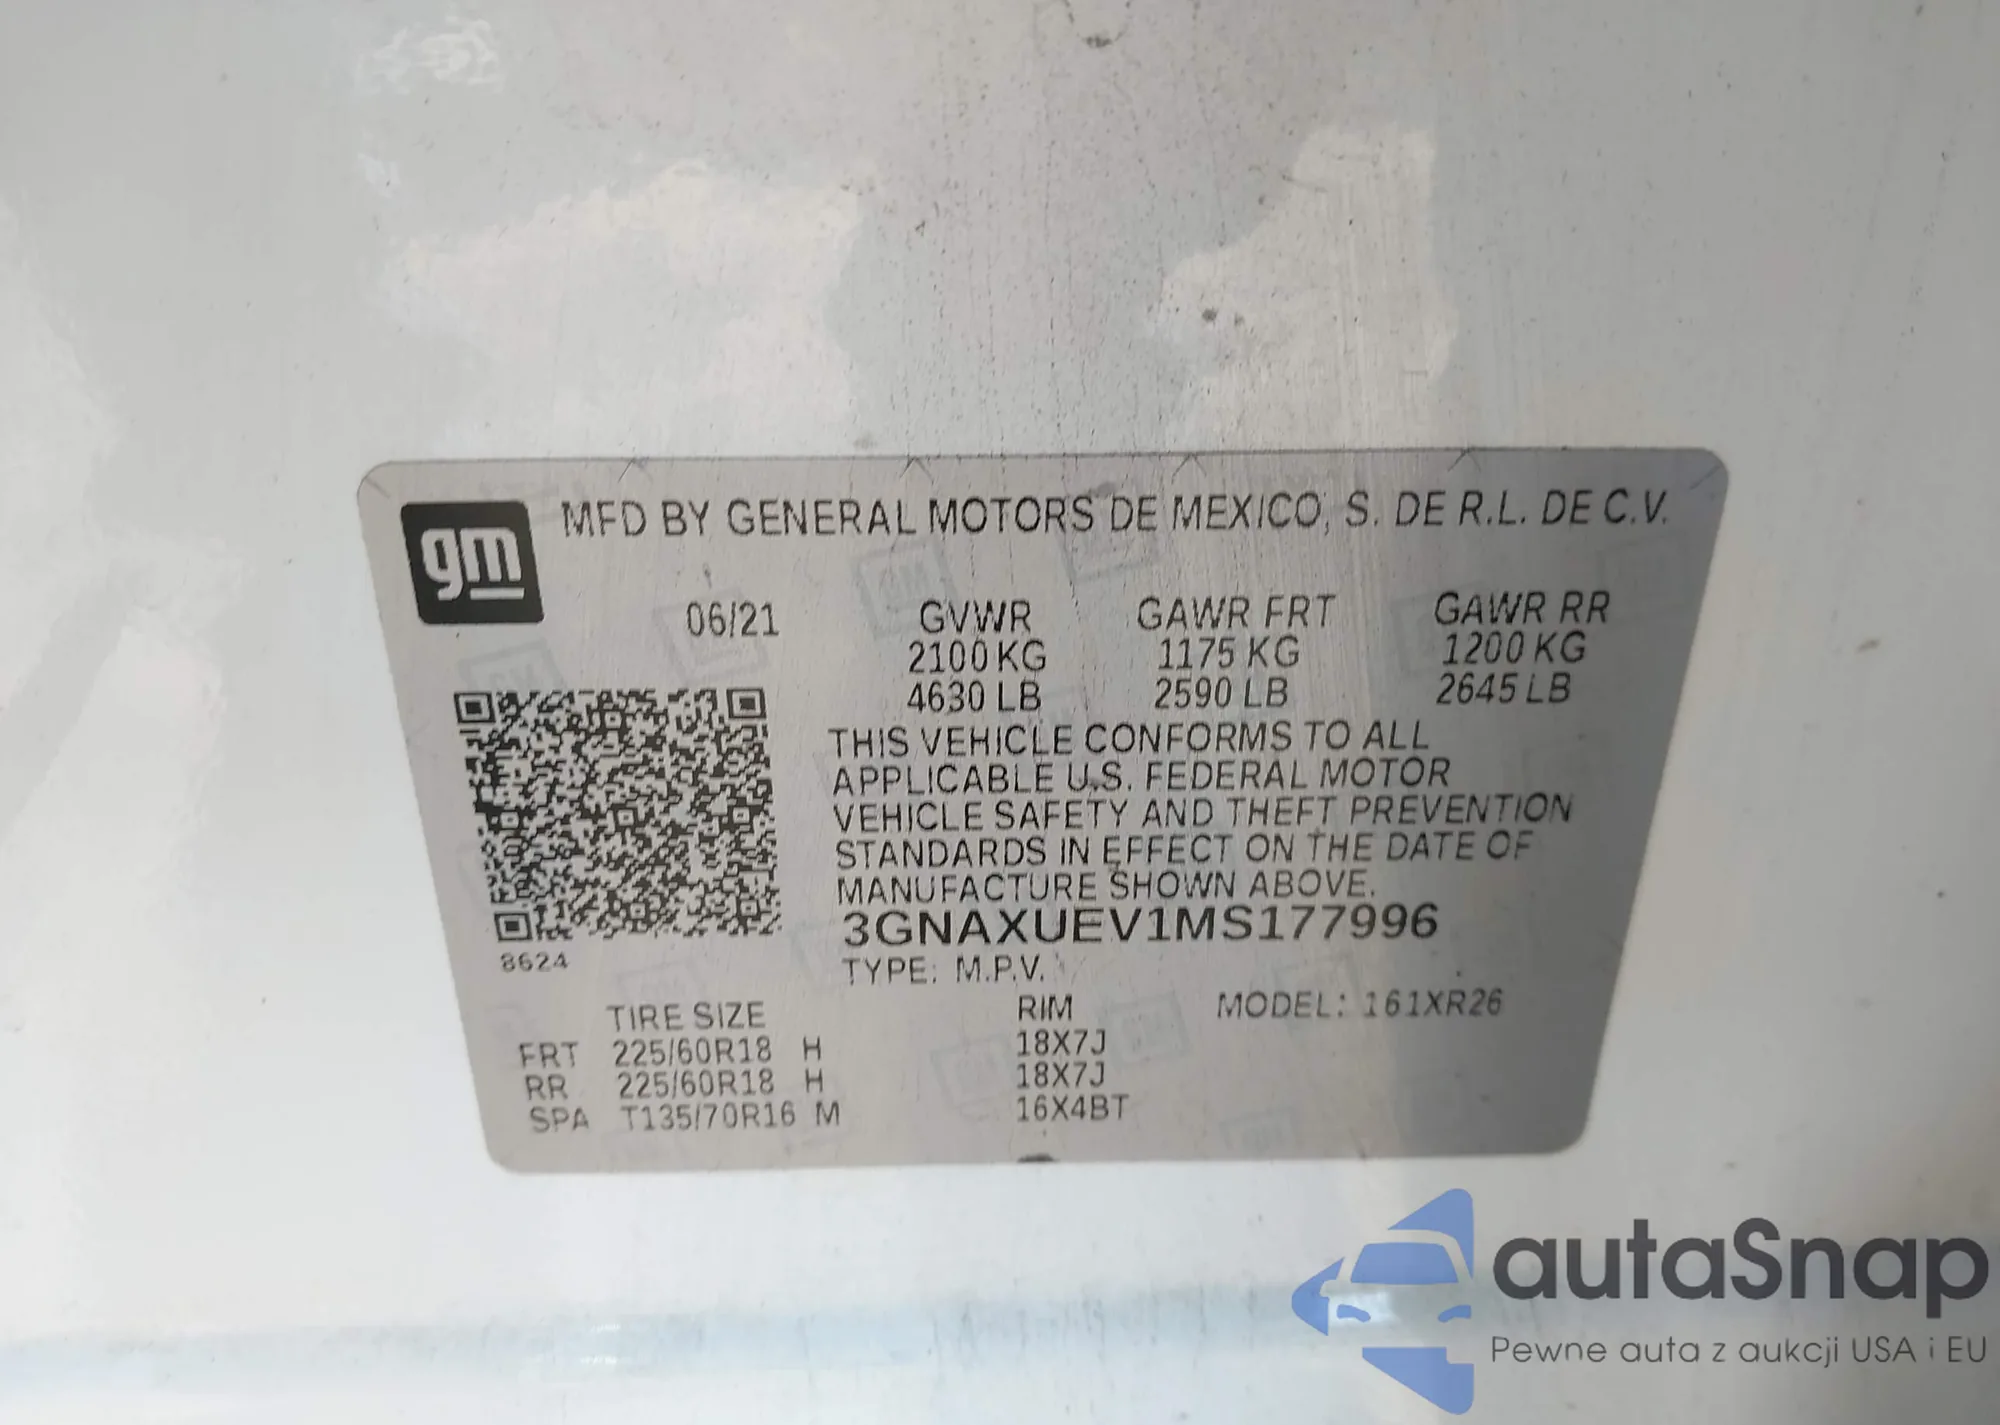 gm
MFD BY GENERAL MOTORS DE MEXICO, S. DE R.L. DE C.V.
06/21 GVWR GAWR FRT GAWR RR
2100 KG 1175 KG 1200 KG
4630 LB 2590 LB 2645 LB
THIS VEHICLE CONFORMS TO ALL
APPLICABLE U.S. FEDERAL MOTOR
VEHICLE SAFETY AND THEFT PREVENTION
STANDARDS IN EFFECT ON THE DATE OF
MANUFACTURE SHOWN ABOVE.
3GNAXUEV1MS177996
8624
TYPE: M.P.V.
TIRE SIZE RIM MODEL: 161XR26
FRT 225/60R18 H 18X7J
RR 225/60R18 H 18X7J
SPA T135/70R16 M 16X4BT
autaSnap
Pewne auta z aukcji USA i EU